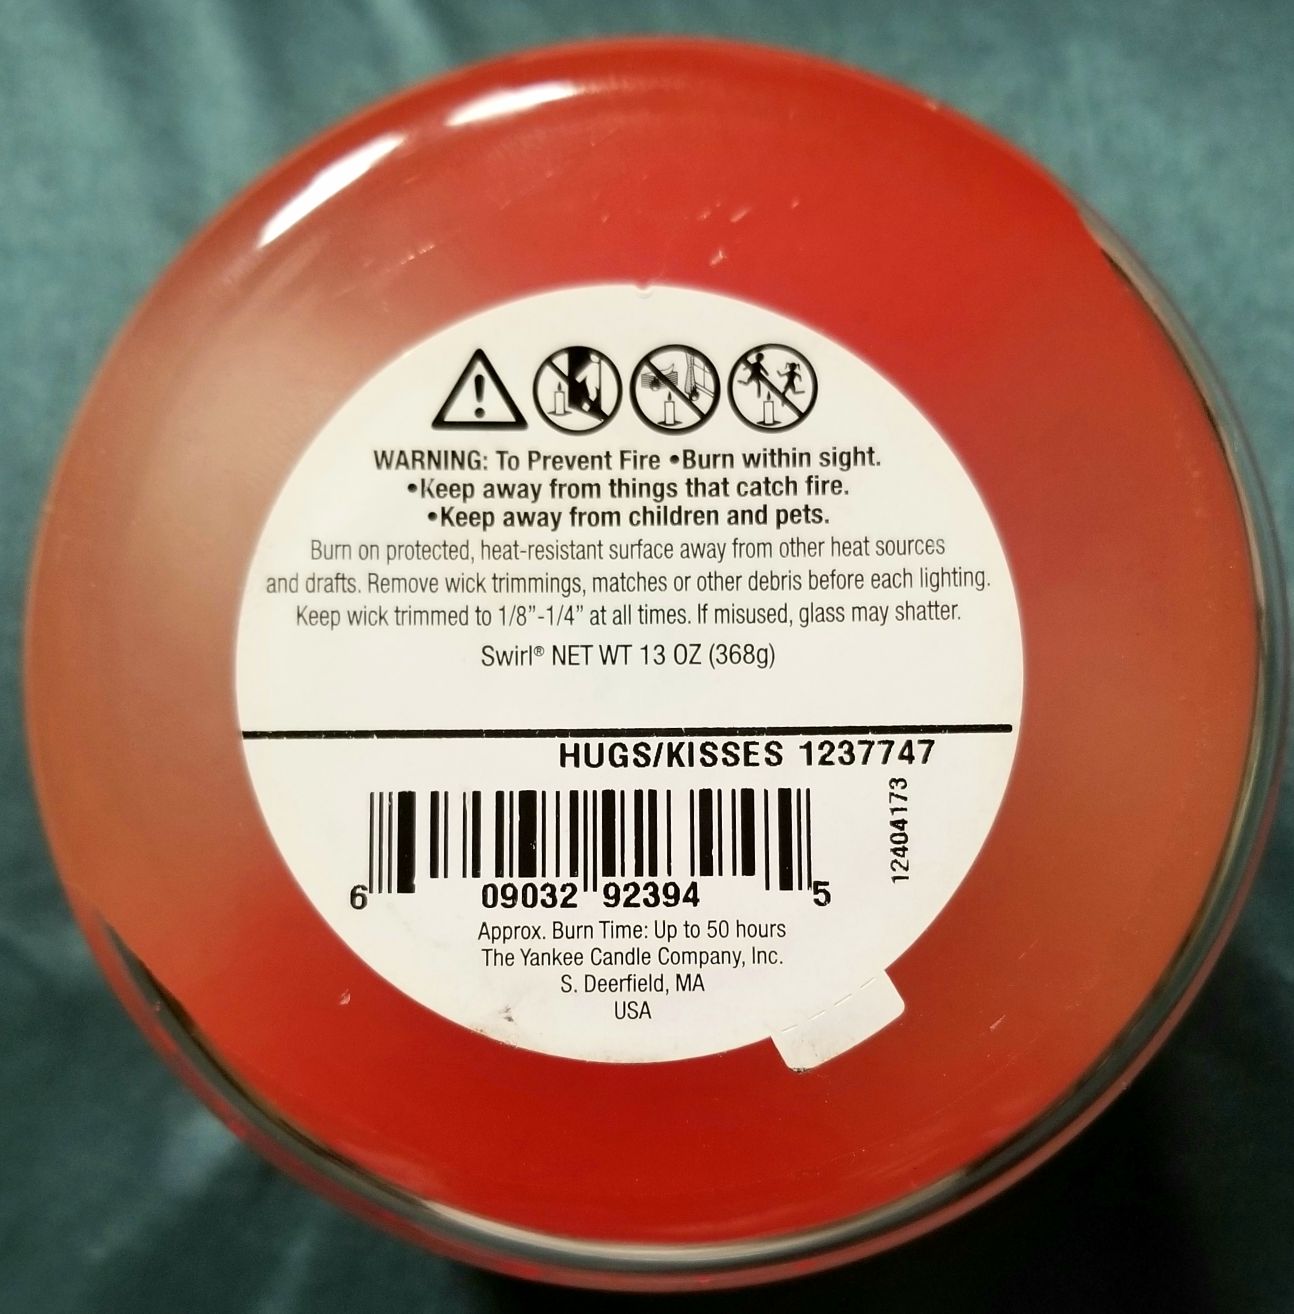 WARNING: To Prevent Fire •Burn within sight.
•Keep away from things that catch fire.
•Keep away from children and pets.
Burn on protected, heat-resistant surface away from other heat sources
and drafts. Remove wick trimmings, matches or other debris before each lighting.
Keep wick trimmed to 1/8”-1/4” at all times. If misused, glass may shatter.
Swirl® NET WT 13 OZ (368g)
HUGS/KISSES 1237747
12404173
6 09032 92394 5
Approx. Burn Time: Up to 50 hours
The Yankee Candle Company, Inc.
S. Deerfield, MA
USA